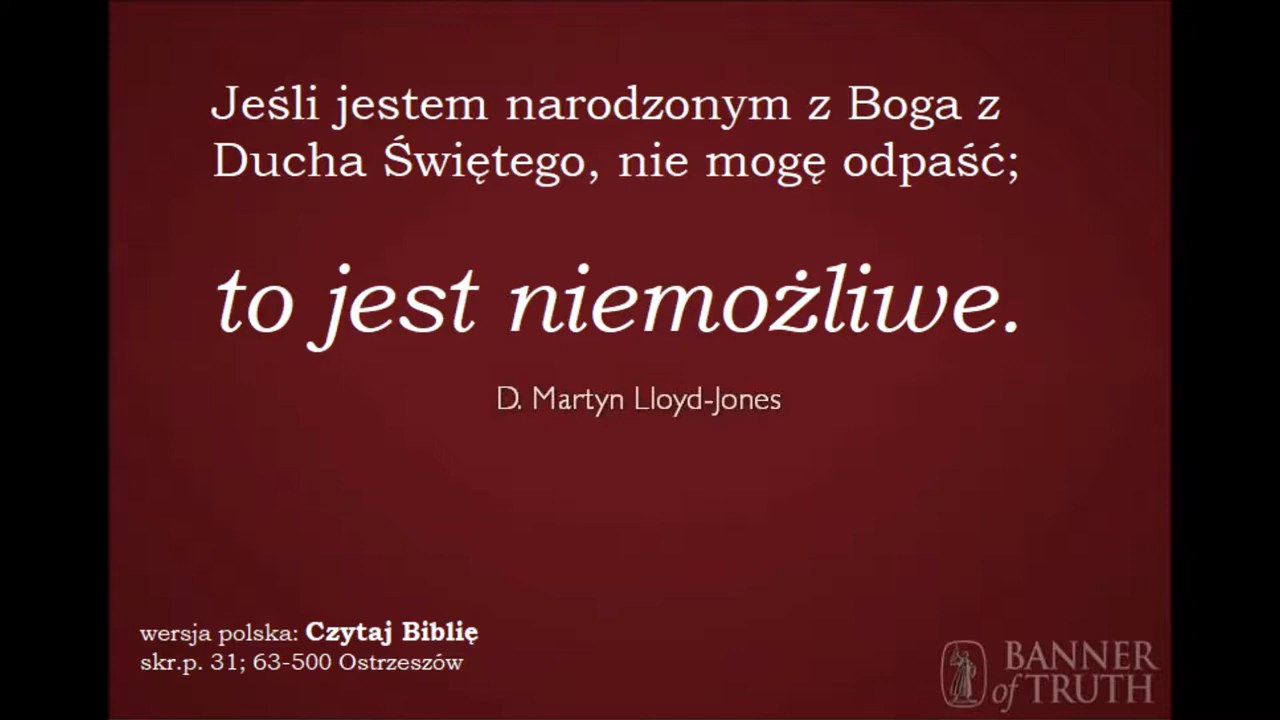 Jeśli jestem narodzonym z Boga z
Ducha Świętego, nie mogę odpaść;
to jest niemożliwe.
D. Martyn Lloyd-Jones
wersja polska: Czytaj Biblię
skr.p. 31; 63-500 Ostrzeszów
BANNER
of TRUTH